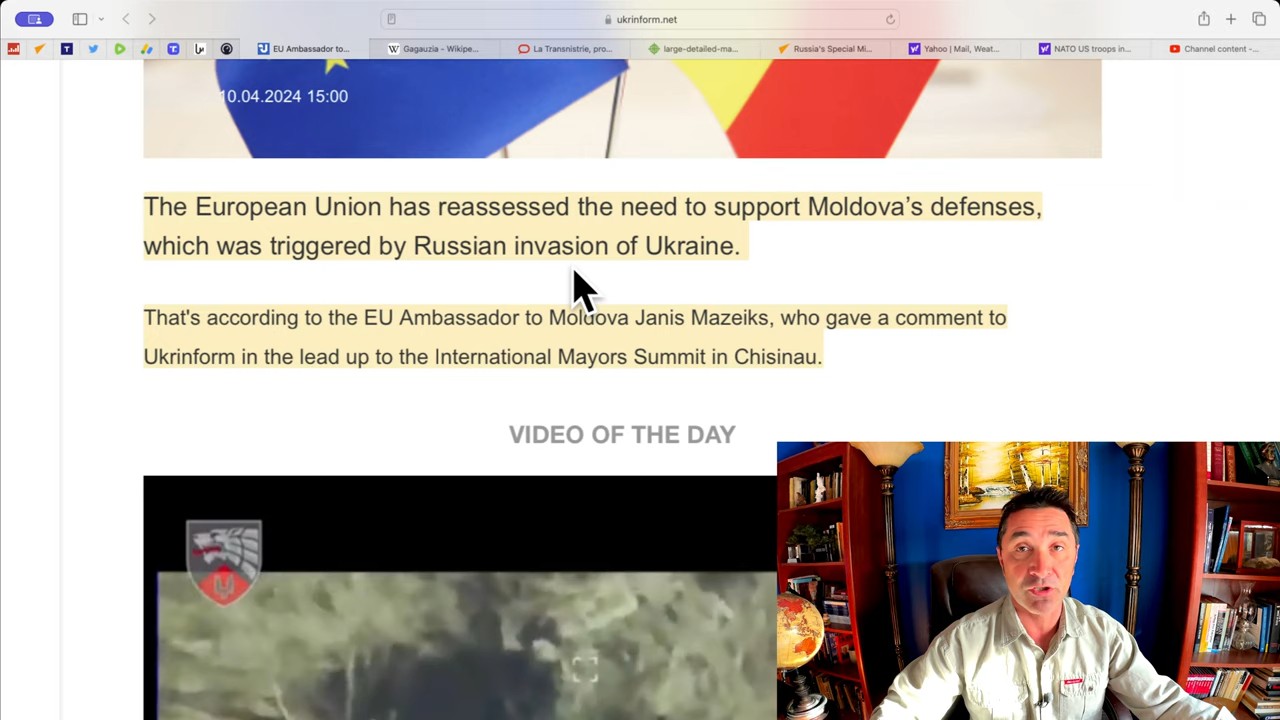 ukrinform.net
EU Ambassador to...
Gagauzia - Wikipe...
La Transnistrie, pro...
large-detailed-ma...
Russia's Special Mi...
Yahoo | Mail, Weat...
NATO US troops in...
Channel content -...
10.04.2024 15:00
The European Union has reassessed the need to support Moldova’s defenses,
which was triggered by Russian invasion of Ukraine.
That's according to the EU Ambassador to Moldova Janis Mazeiks, who gave a comment to
Ukrinform in the lead up to the International Mayors Summit in Chisinau.
VIDEO OF THE DAY